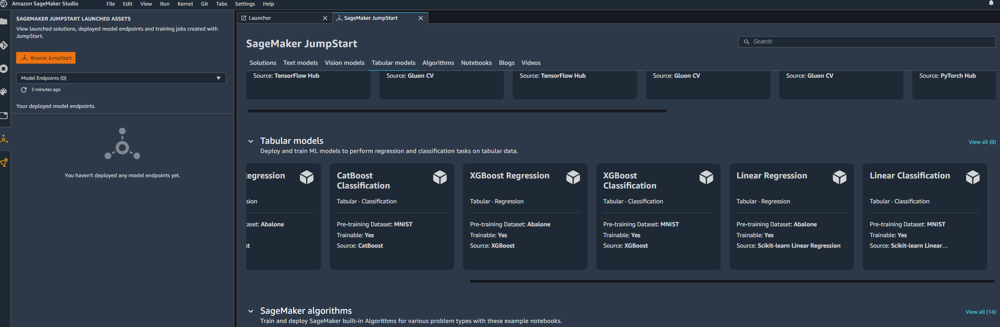 Amazon SageMaker Studio
File Edit View Run Kernel Git Tabs Settings Help
SAGEMAKER JUMPSTART LAUNCHED ASSETS
View launched solutions, deployed model endpoints and training jobs created with
JumpStart.
Browse JumpStart
Model Endpoints (0)
2 minutes ago
Your deployed model endpoints.
You haven't deployed any model endpoints yet.
Launcher
SageMaker JumpStart
SageMaker JumpStart
Search
Solutions Text models Vision models Tabular models Algorithms Notebooks Blogs Videos
Source: TensorFlow Hub
Source: Gluon CV
Source: TensorFlow Hub
Source: Gluon CV
Source: Gluon CV
Source: PyTorch Hub
Tabular models
View all (8)
Deploy and train ML models to perform regression and classification tasks on tabular data.
egression
sion
aset: Abalone
st
CatBoost
Classification
Tabular · Classification
Pre-training Dataset: MNIST
Trainable: Yes
Source: CatBoost
XGBoost Regression
Tabular · Regression
Pre-training Dataset: Abalone
Trainable: Yes
Source: XGBoost
XGBoost
Classification
Tabular · Classification
Pre-training Dataset: MNIST
Trainable: Yes
Source: XGBoost
Linear Regression
Tabular · Regression
Pre-training Dataset: Abalone
Trainable: Yes
Source: Scikit-learn Linear Regression
Linear Classification
Tabular · Classification
Pre-training Dataset: MNIST
Trainable: Yes
Source: Scikit-learn Linear...
SageMaker algorithms
View all (14)
Train and deploy SageMaker built-in Algorithms for various problem types with these example notebooks.